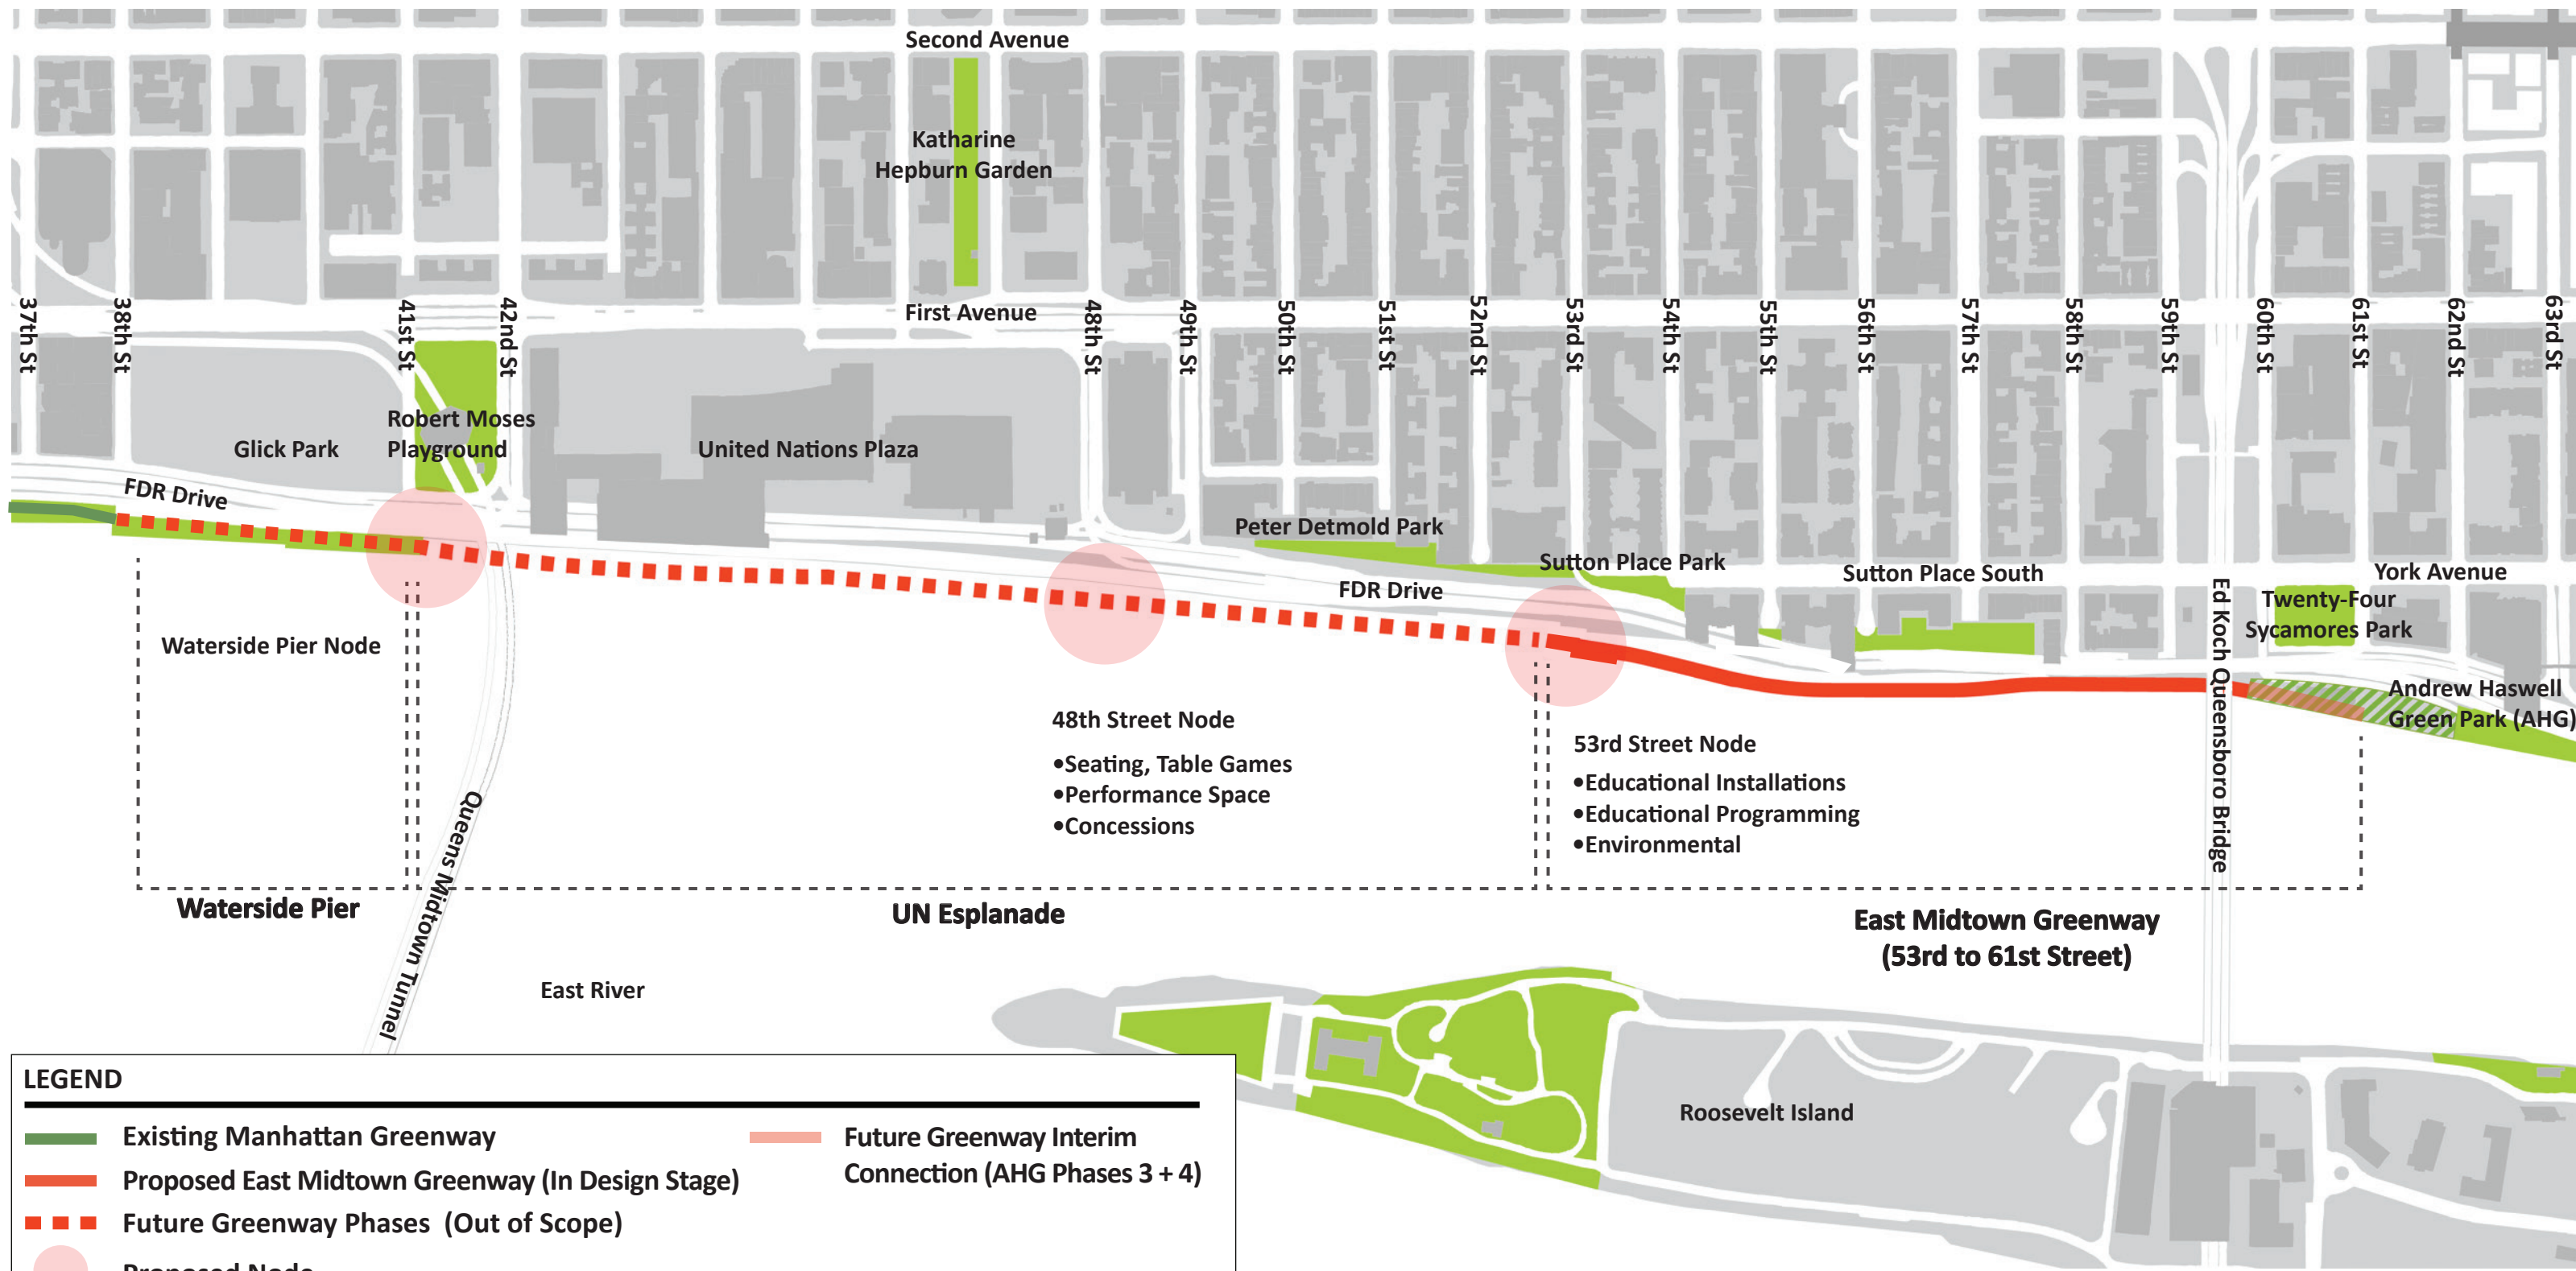 Second Avenue
Katharine
Hepburn Garden
First Avenue
37th St
38th St
41st St
42nd St
48th St
49th St
50th St
51st St
52nd St
53rd St
54th St
55th St
56th St
57th St
58th St
59th St
60th St
61st St
62nd St
63rd St
Robert Moses
Playground
Glick Park
United Nations Plaza
FDR Drive
Peter Detmold Park
Sutton Place Park
Sutton Place South
York Avenue
FDR Drive
Twenty-Four
Sycamores Park
Ed Koch Queensboro Bridge
Andrew Haswell
Green Park (AHG)
Waterside Pier Node
48th Street Node
•Seating, Table Games
•Performance Space
•Concessions
53rd Street Node
•Educational Installations
•Educational Programming
•Environmental
Queens Midtown Tunnel
Waterside Pier
UN Esplanade
East Midtown Greenway
(53rd to 61st Street)
East River
Roosevelt Island
LEGEND
Existing Manhattan Greenway
Proposed East Midtown Greenway (In Design Stage)
Future Greenway Phases (Out of Scope)
Proposed Node
Future Greenway Interim
Connection (AHG Phases 3 + 4)